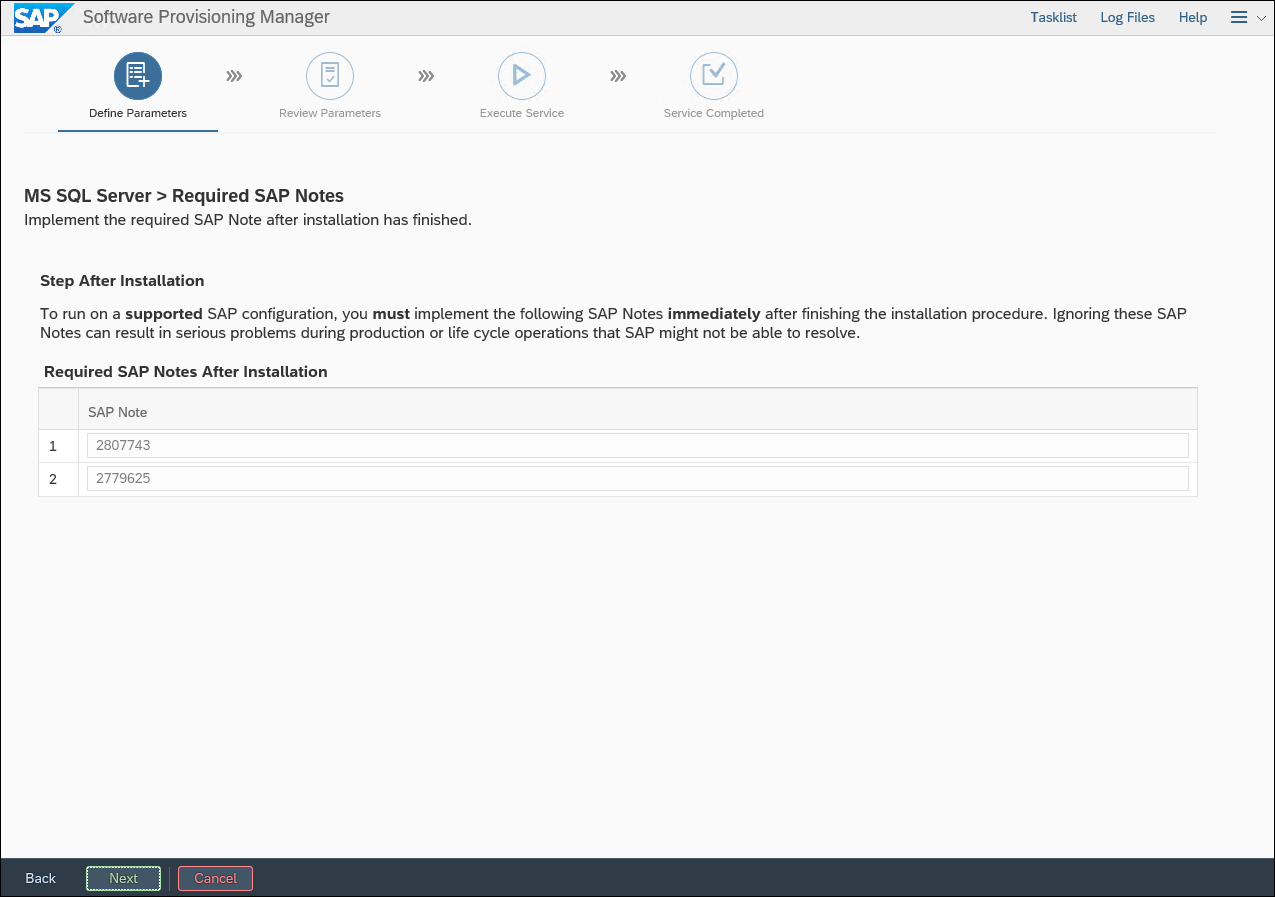 SAP® Software Provisioning Manager Tasklist Log Files Help
Define Parameters Review Parameters Execute Service Service Completed
MS SQL Server > Required SAP Notes
Implement the required SAP Note after installation has finished.
Step After Installation
To run on a supported SAP configuration, you must implement the following SAP Notes immediately after finishing the installation procedure. Ignoring these SAP
Notes can result in serious problems during production or life cycle operations that SAP might not be able to resolve.
Required SAP Notes After Installation
SAP Note
1 2807743
2 2779625
Back Next Cancel